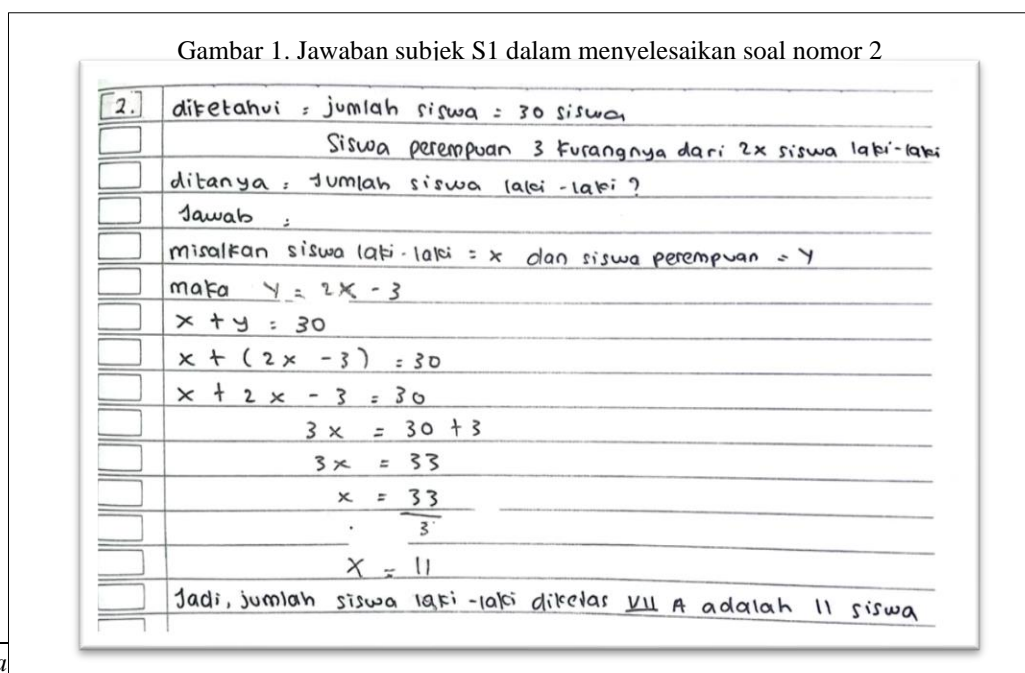 Gambar 1. Jawaban subjek S1 dalam menyelesaikan soal nomor 2
2. diketahui : jumlah siswa = 30 siswa
Siswa perempuan 3 kurangnya dari 2x siswa laki-laki
ditanya : Jumlah siswa laki-laki ?
Jawab :
misalkan siswa laki-laki = x dan siswa perempuan = y
maka y = 2x - 3
x + y = 30
x + (2x - 3) = 30
x + 2x - 3 = 30
3x = 30 + 3
3x = 33
x = 33
3
x = 11
Jadi, jumlah siswa laki-laki dikelas VII A adalah 11 siswa
a